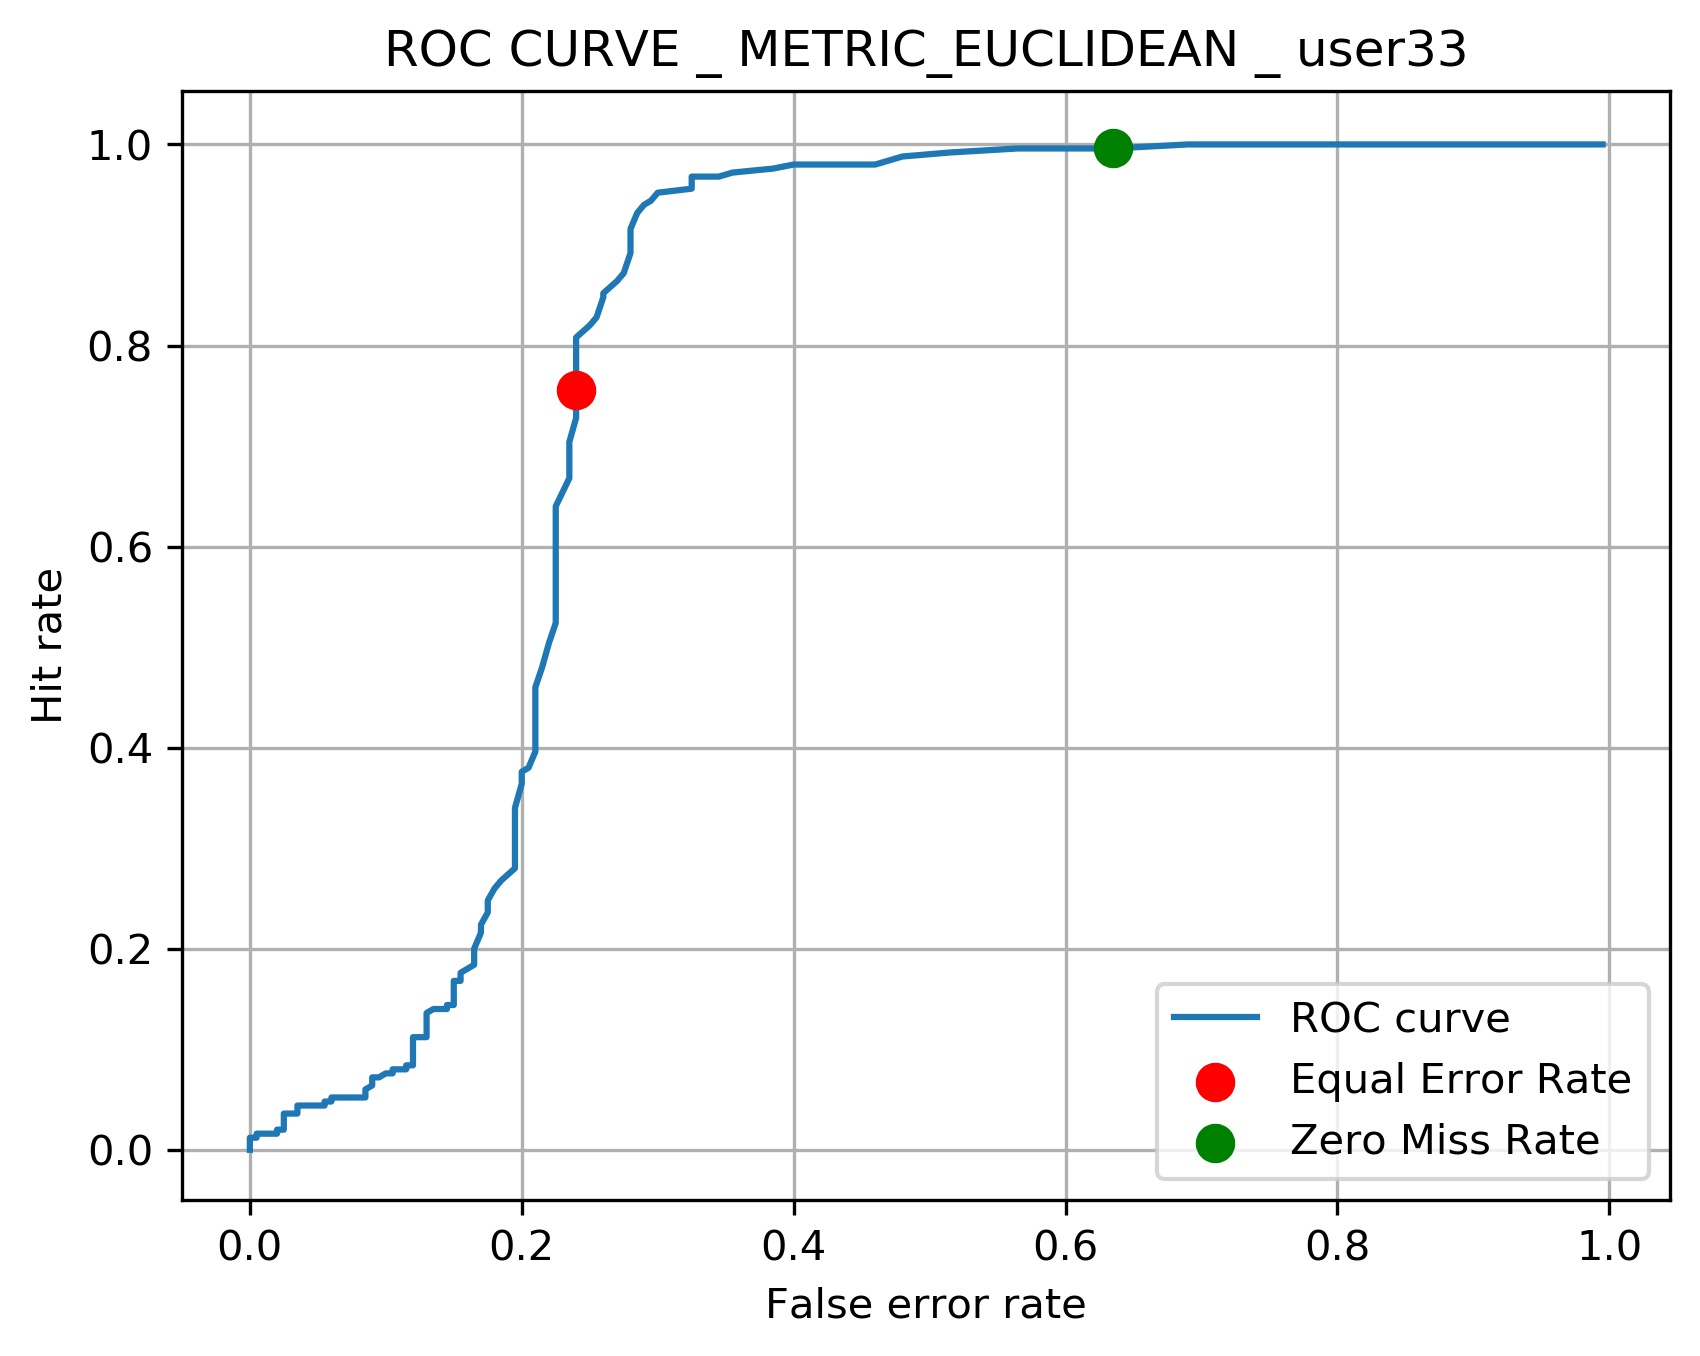 ROC CURVE _ METRIC_EUCLIDEAN _ user33
1.0
0.8
0.6
0.4
0.2
0.0
Hit rate
ROC curve
Equal Error Rate
Zero Miss Rate
0.0 0.2 0.4 0.6 0.8 1.0
False error rate